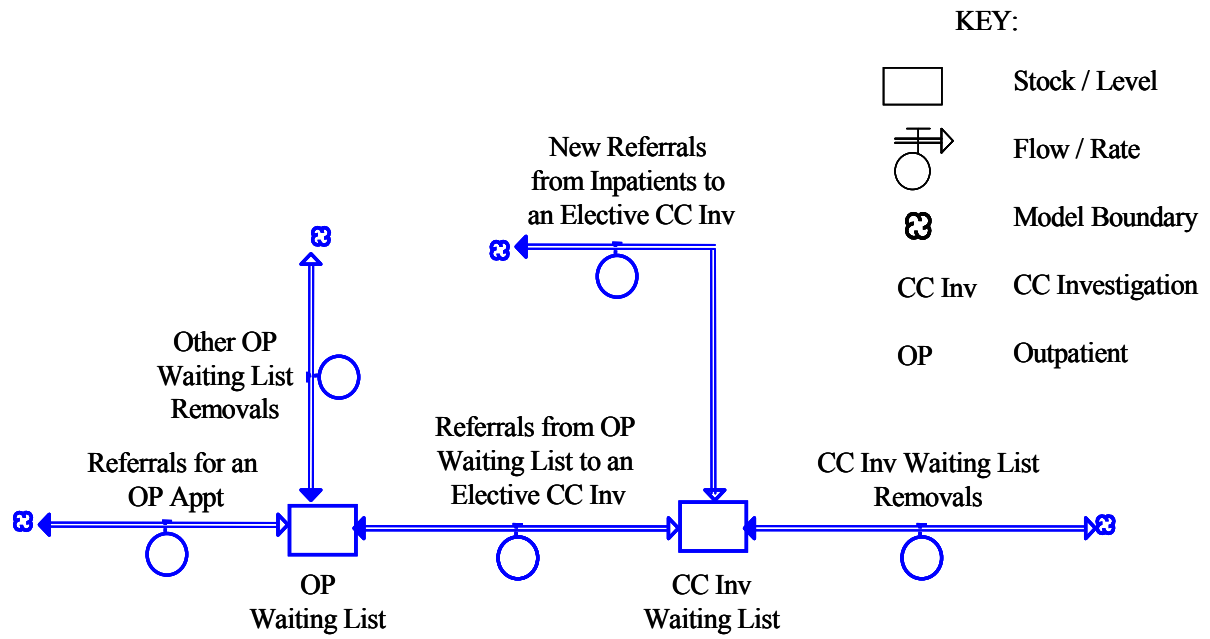 KEY:
Stock / Level
Flow / Rate
Model Boundary
CC Inv CC Investigation
OP Outpatient
New Referrals
from Inpatients to
an Elective CC Inv
Other OP
Waiting List
Removals
Referrals for an
OP Appt
Referrals from OP
Waiting List to an
Elective CC Inv
CC Inv Waiting List
Removals
OP
Waiting List
CC Inv
Waiting List